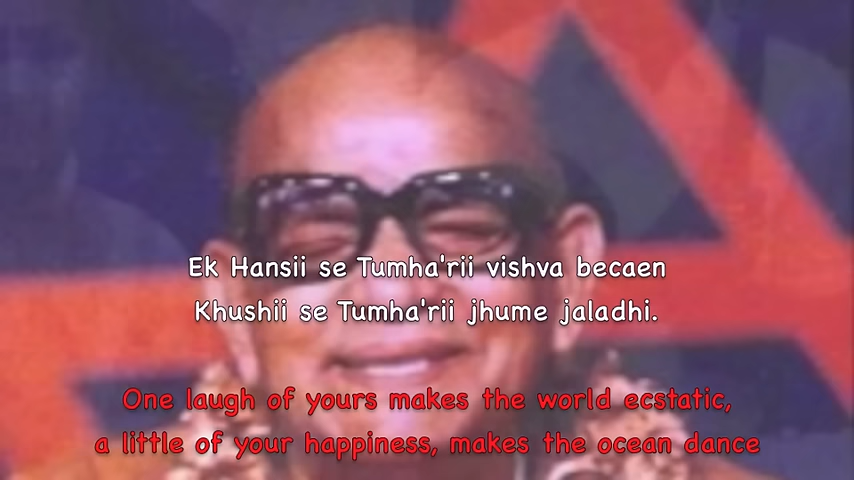 Ek Hansii se Tumha'rii vishva becaen
Khushii se Tumha'rii jhume jaladhi.
One laugh of yours makes the world ecstatic,
a little of your happiness, makes the ocean dance